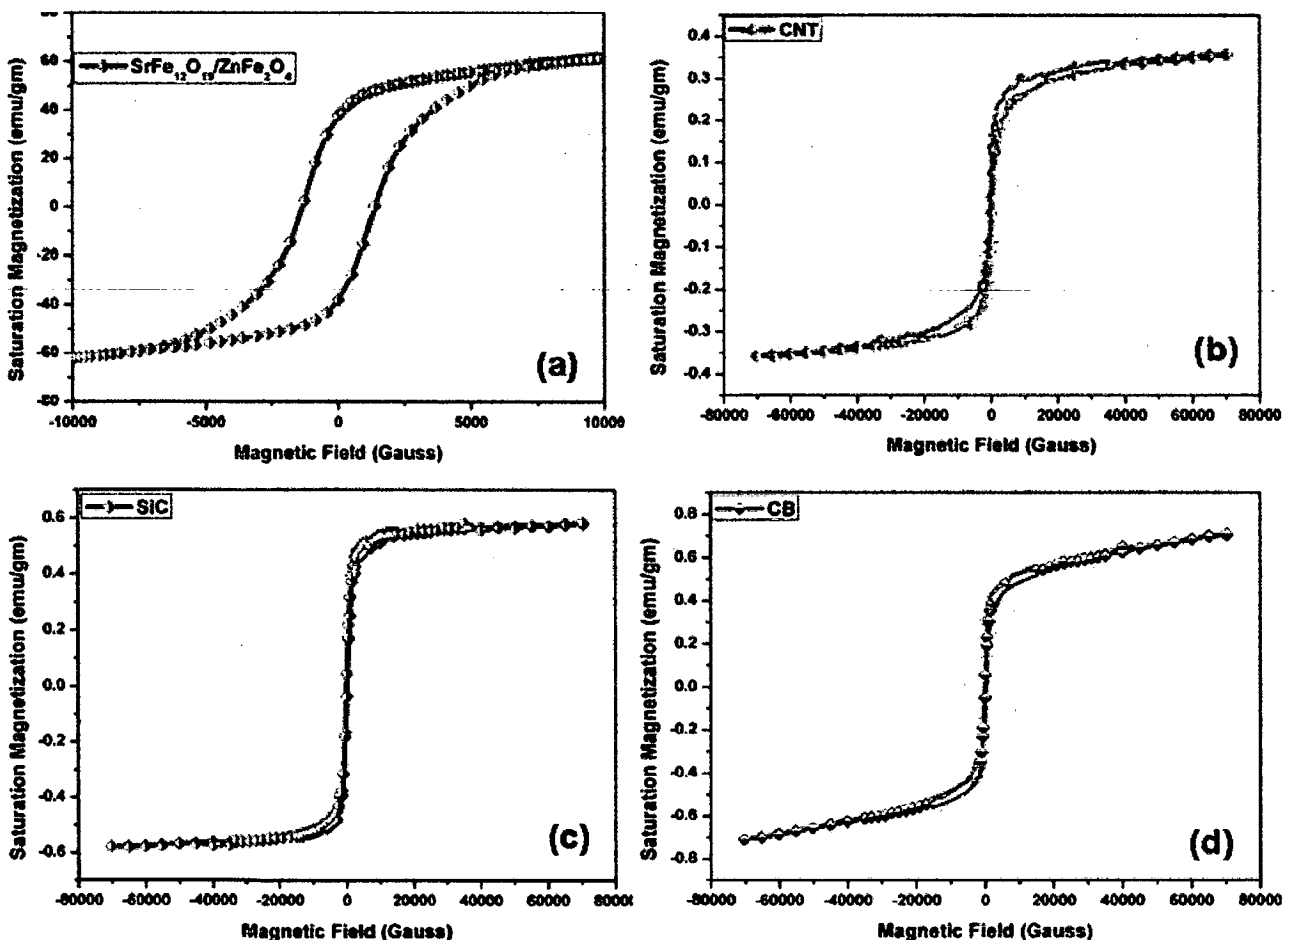 80
60
40
20
0
-20
-40
-60
-80
Saturation Magnetization (emu/gm)
SrFe12O19/ZnFe2O4
(a)
-10000 -5000 0 5000 10000
Magnetic Field (Gauss)
0.4
0.3
0.2
0.1
0.0
-0.1
-0.2
-0.3
-0.4
Saturation Magnetization (emu/gm)
CNT
(b)
-80000 -60000 -40000 -20000 0 20000 40000 60000 80000
Magnetic Field (Gauss)
0.6
0.4
0.2
0.0
-0.2
-0.4
-0.6
Saturation Magnetization (emu/gm)
SiC
(c)
-80000 -60000 -40000 -20000 0 20000 40000 60000 80000
Magnetic Field (Gauss)
0.8
0.6
0.4
0.2
0.0
-0.2
-0.4
-0.6
-0.8
Saturation Magnetization (emu/gm)
CB
(d)
-80000 -60000 -40000 -20000 0 20000 40000 60000 80000
Magnetic Field (Gauss)